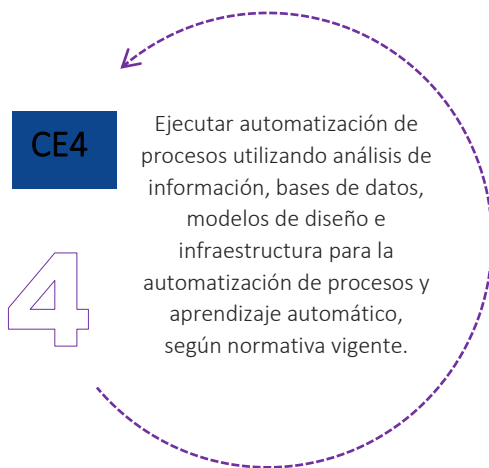 CE4
4
Ejecutar automatización de
procesos utilizando análisis de
información, bases de datos,
modelos de diseño e
infraestructura para la
automatización de procesos y
aprendizaje automático,
según normativa vigente.